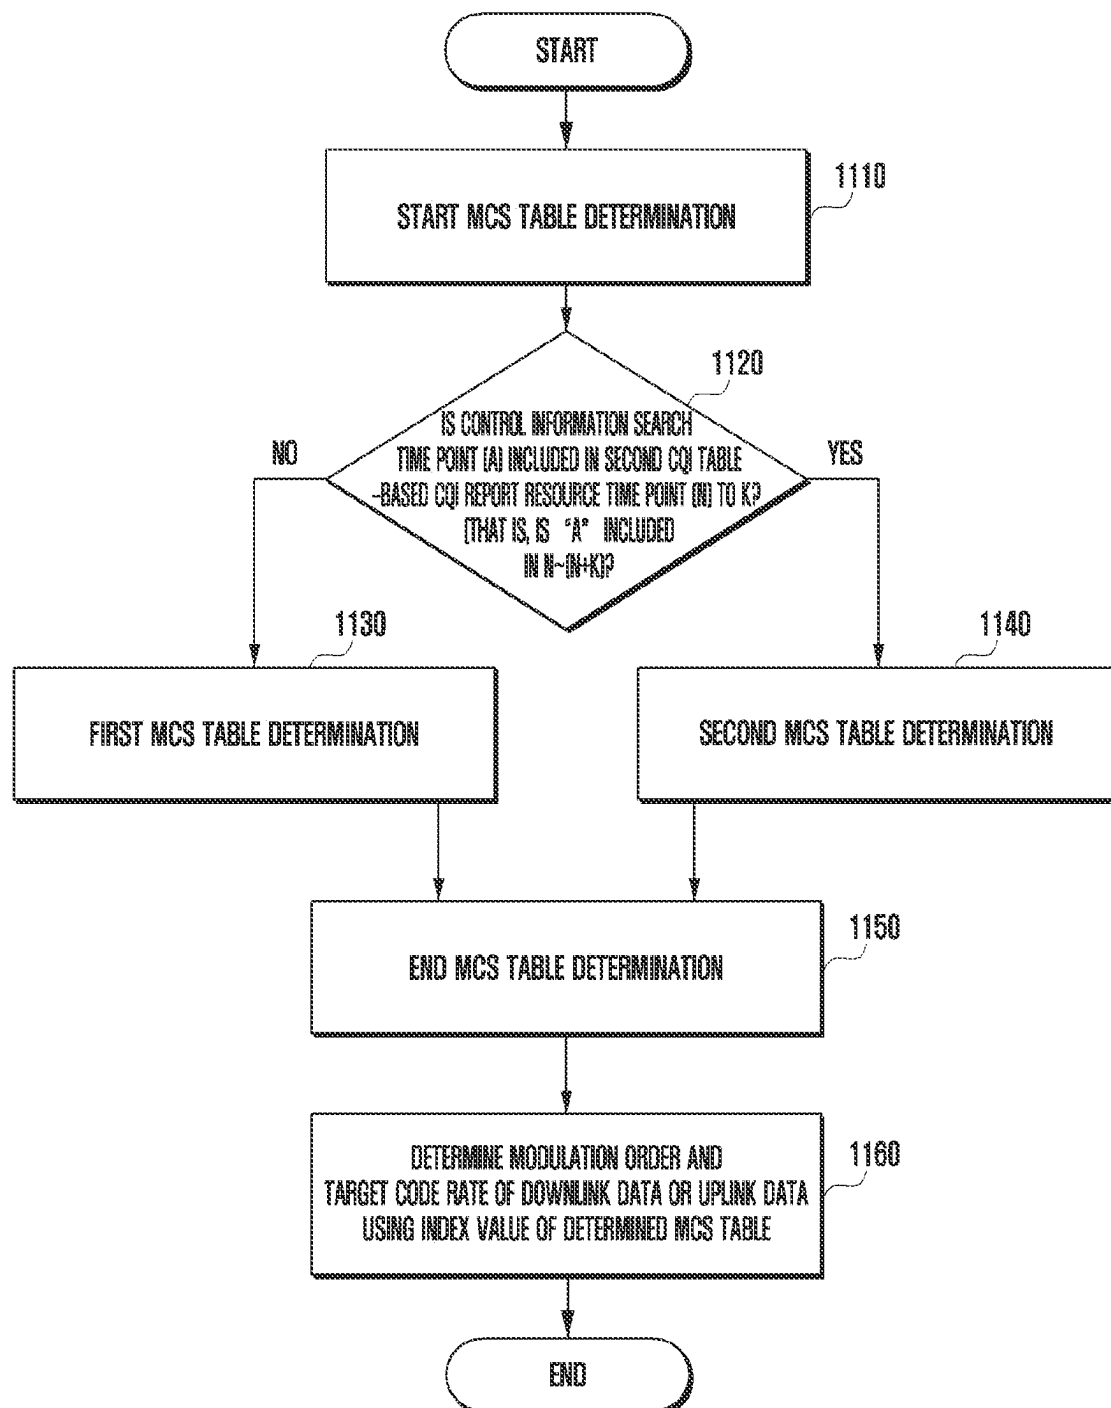 START
1110
START MCS TABLE DETERMINATION
1120
IS CONTROL INFORMATION SEARCH
TIME POINT (A) INCLUDED IN SECOND CQI TABLE
-BASED CQI REPORT RESOURCE TIME POINT (N) TO K?
(THAT IS, IS "A" INCLUDED
IN N~(N+K)?
NO
YES
1130
1140
FIRST MCS TABLE DETERMINATION
SECOND MCS TABLE DETERMINATION
1150
END MCS TABLE DETERMINATION
1160
DETERMINE MODULATION ORDER AND
TARGET CODE RATE OF DOWNLINK DATA OR UPLINK DATA
USING INDEX VALUE OF DETERMINED MCS TABLE
END